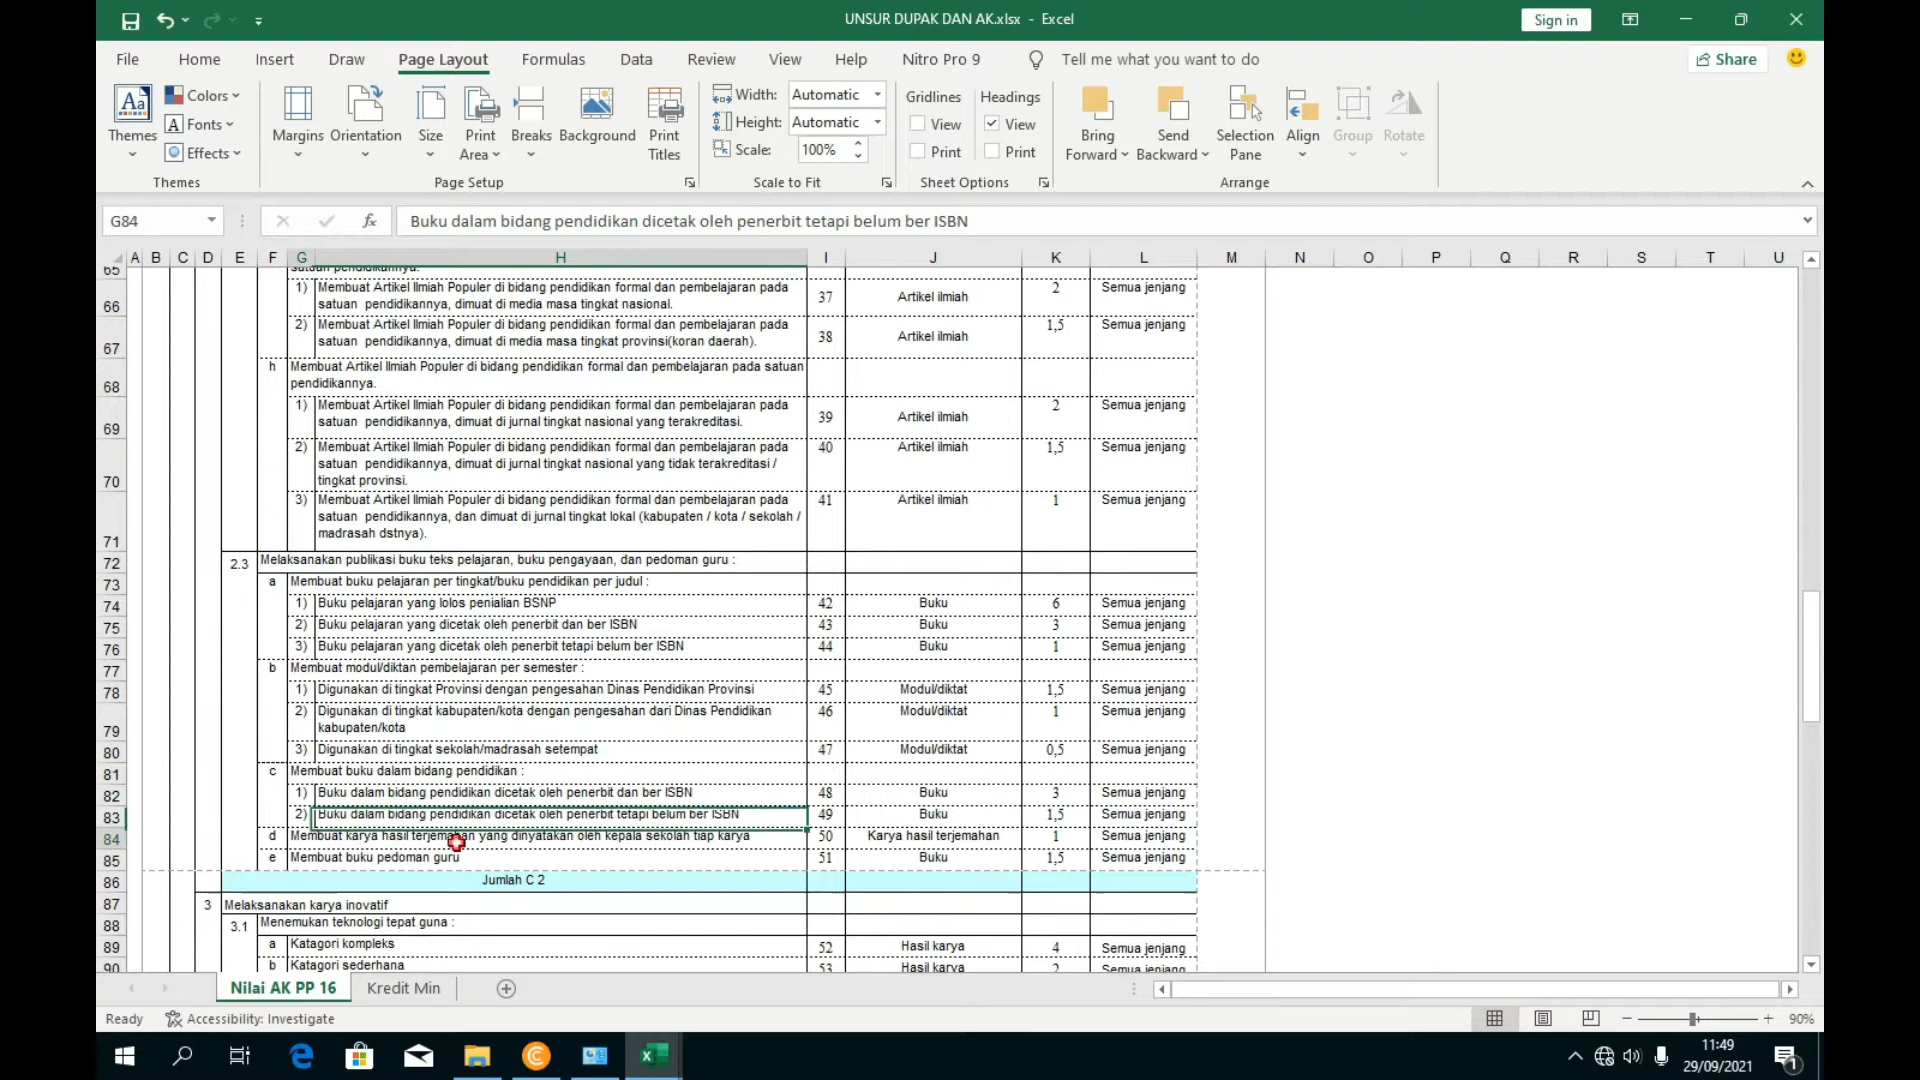 UNSUR DUPAK DAN AK.xlsx - Excel
Sign in
File Home Insert Draw Page Layout Formulas Data Review View Help Nitro Pro 9 Tell me what you want to do Share
Themes Colors Fonts Effects
Margins Orientation Size Print Area Breaks Background Print Titles
Width: Automatic
Height: Automatic
Scale: 100%
Gridlines View Print
Headings View Print
Bring Forward Send Backward Selection Pane Align Group Rotate
Themes Page Setup Scale to Fit Sheet Options Arrange
G84 fx Buku dalam bidang pendidikan dicetak oleh penerbit tetapi belum ber ISBN
A B C D E F G H I J K L M N O P Q R S T U
65 satuan pendidikannya.
66 1) Membuat Artikel Ilmiah Populer di bidang pendidikan formal dan pembelajaran pada 37 Artikel ilmiah 2 Semua jenjang
satuan pendidikannya, dimuat di media masa tingkat nasional.
67 2) Membuat Artikel Ilmiah Populer di bidang pendidikan formal dan pembelajaran pada 38 Artikel ilmiah 1,5 Semua jenjang
satuan pendidikannya, dimuat di media masa tingkat provinsi(koran daerah).
68 h Membuat Artikel Ilmiah Populer di bidang pendidikan formal dan pembelajaran pada satuan
pendidikannya.
69 1) Membuat Artikel Ilmiah Populer di bidang pendidikan formal dan pembelajaran pada 39 Artikel ilmiah 2 Semua jenjang
satuan pendidikannya, dimuat di jurnal tingkat nasional yang terakreditasi.
70 2) Membuat Artikel Ilmiah Populer di bidang pendidikan formal dan pembelajaran pada 40 Artikel ilmiah 1,5 Semua jenjang
satuan pendidikannya, dimuat di jurnal tingkat nasional yang tidak terakreditasi /
tingkat provinsi.
71 3) Membuat Artikel Ilmiah Populer di bidang pendidikan formal dan pembelajaran pada 41 Artikel ilmiah 1 Semua jenjang
satuan pendidikannya, dan dimuat di jurnal tingkat lokal (kabupaten / kota / sekolah /
madrasah dstnya).
72 2.3 Melaksanakan publikasi buku teks pelajaran, buku pengayaan, dan pedoman guru :
73 a Membuat buku pelajaran per tingkat/buku pendidikan per judul :
74 1) Buku pelajaran yang lolos penialian BSNP 42 Buku 6 Semua jenjang
75 2) Buku pelajaran yang dicetak oleh penerbit dan ber ISBN 43 Buku 3 Semua jenjang
76 3) Buku pelajaran yang dicetak oleh penerbit tetapi belum ber ISBN 44 Buku 1 Semua jenjang
77 b Membuat modul/diktan pembelajaran per semester :
78 1) Digunakan di tingkat Provinsi dengan pengesahan Dinas Pendidikan Provinsi 45 Modul/diktat 1,5 Semua jenjang
79 2) Digunakan di tingkat kabupaten/kota dengan pengesahan dari Dinas Pendidikan 46 Modul/diktat 1 Semua jenjang
kabupaten/kota
80 3) Digunakan di tingkat sekolah/madrasah setempat 47 Modul/diktat 0,5 Semua jenjang
81 c Membuat buku dalam bidang pendidikan :
82 1) Buku dalam bidang pendidikan dicetak oleh penerbit dan ber ISBN 48 Buku 3 Semua jenjang
83 2) Buku dalam bidang pendidikan dicetak oleh penerbit tetapi belum ber ISBN 49 Buku 1,5 Semua jenjang
84 d Membuat karya hasil terjemahan yang dinyatakan oleh kepala sekolah tiap karya 50 Karya hasil terjemahan 1 Semua jenjang
85 e Membuat buku pedoman guru 51 Buku 1,5 Semua jenjang
86 Jumlah C 2
87 3 Melaksanakan karya inovatif
88 3.1 Menemukan teknologi tepat guna :
89 a Katagori kompleks 52 Hasil karya 4 Semua jenjang
90 b Katagori sederhana 53 Hasil karya 2 Semua jenjang
Nilai AK PP 16 Kredit Min
Ready Accessibility: Investigate 90%
11:49
29/09/2021
1